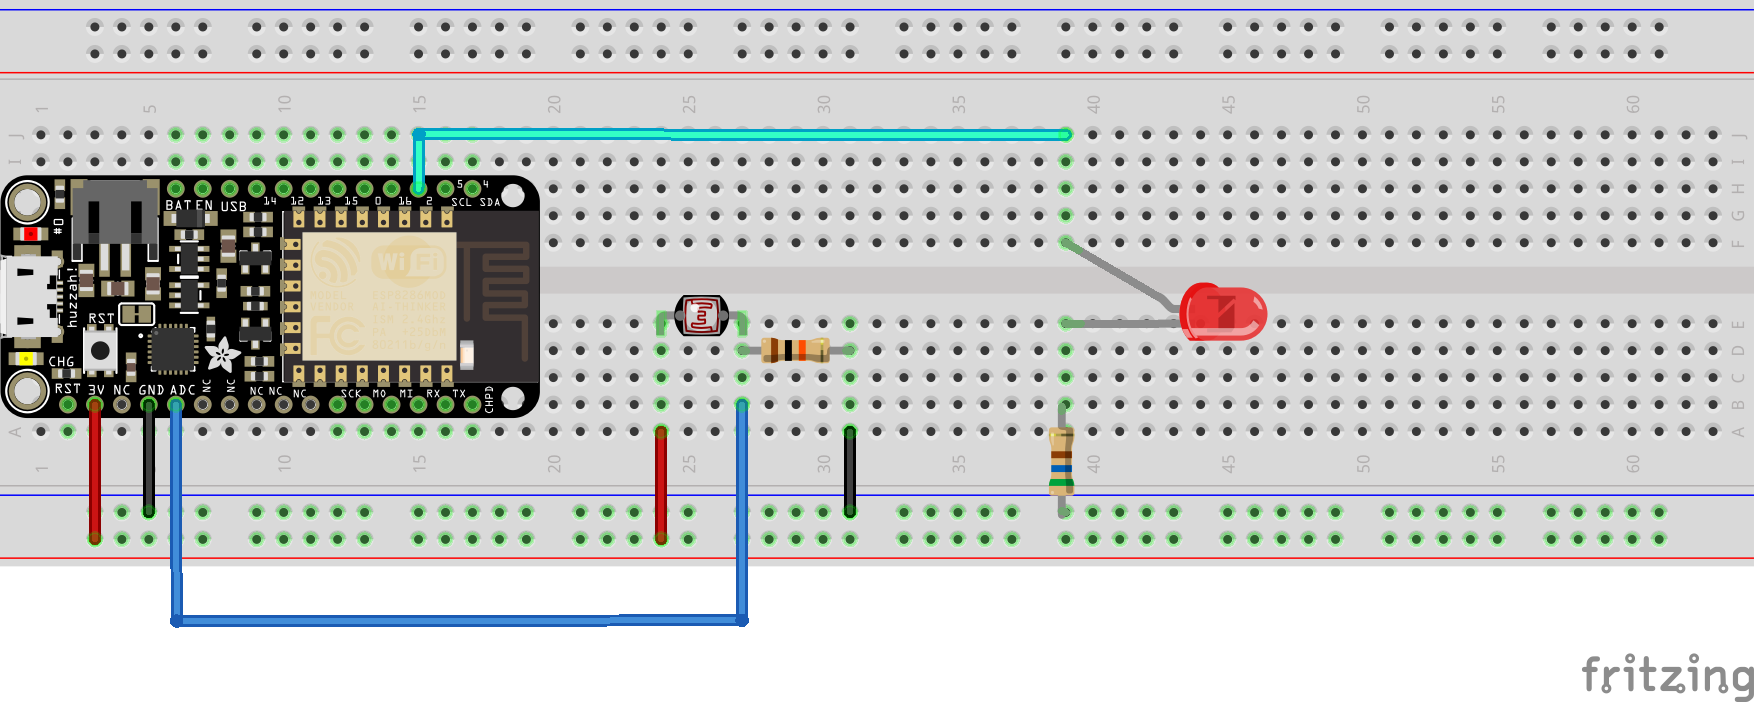 1 5 10 15 20 25 30 35 40 45 50 55 60
J J
I I
H
G
F
5 4
BAT EN USB 14 12 13 15 0 16 2 SCL SDA
#0
WiFi
huzzah!
FC
RST
E
D
CHG
C
RST 3V NC GND ADC NC NC NC NC NC SCK MO MI RX TX CHPD
B
A A
1 10 15 20 25 30 35 40 45 50 55 60
fritzing